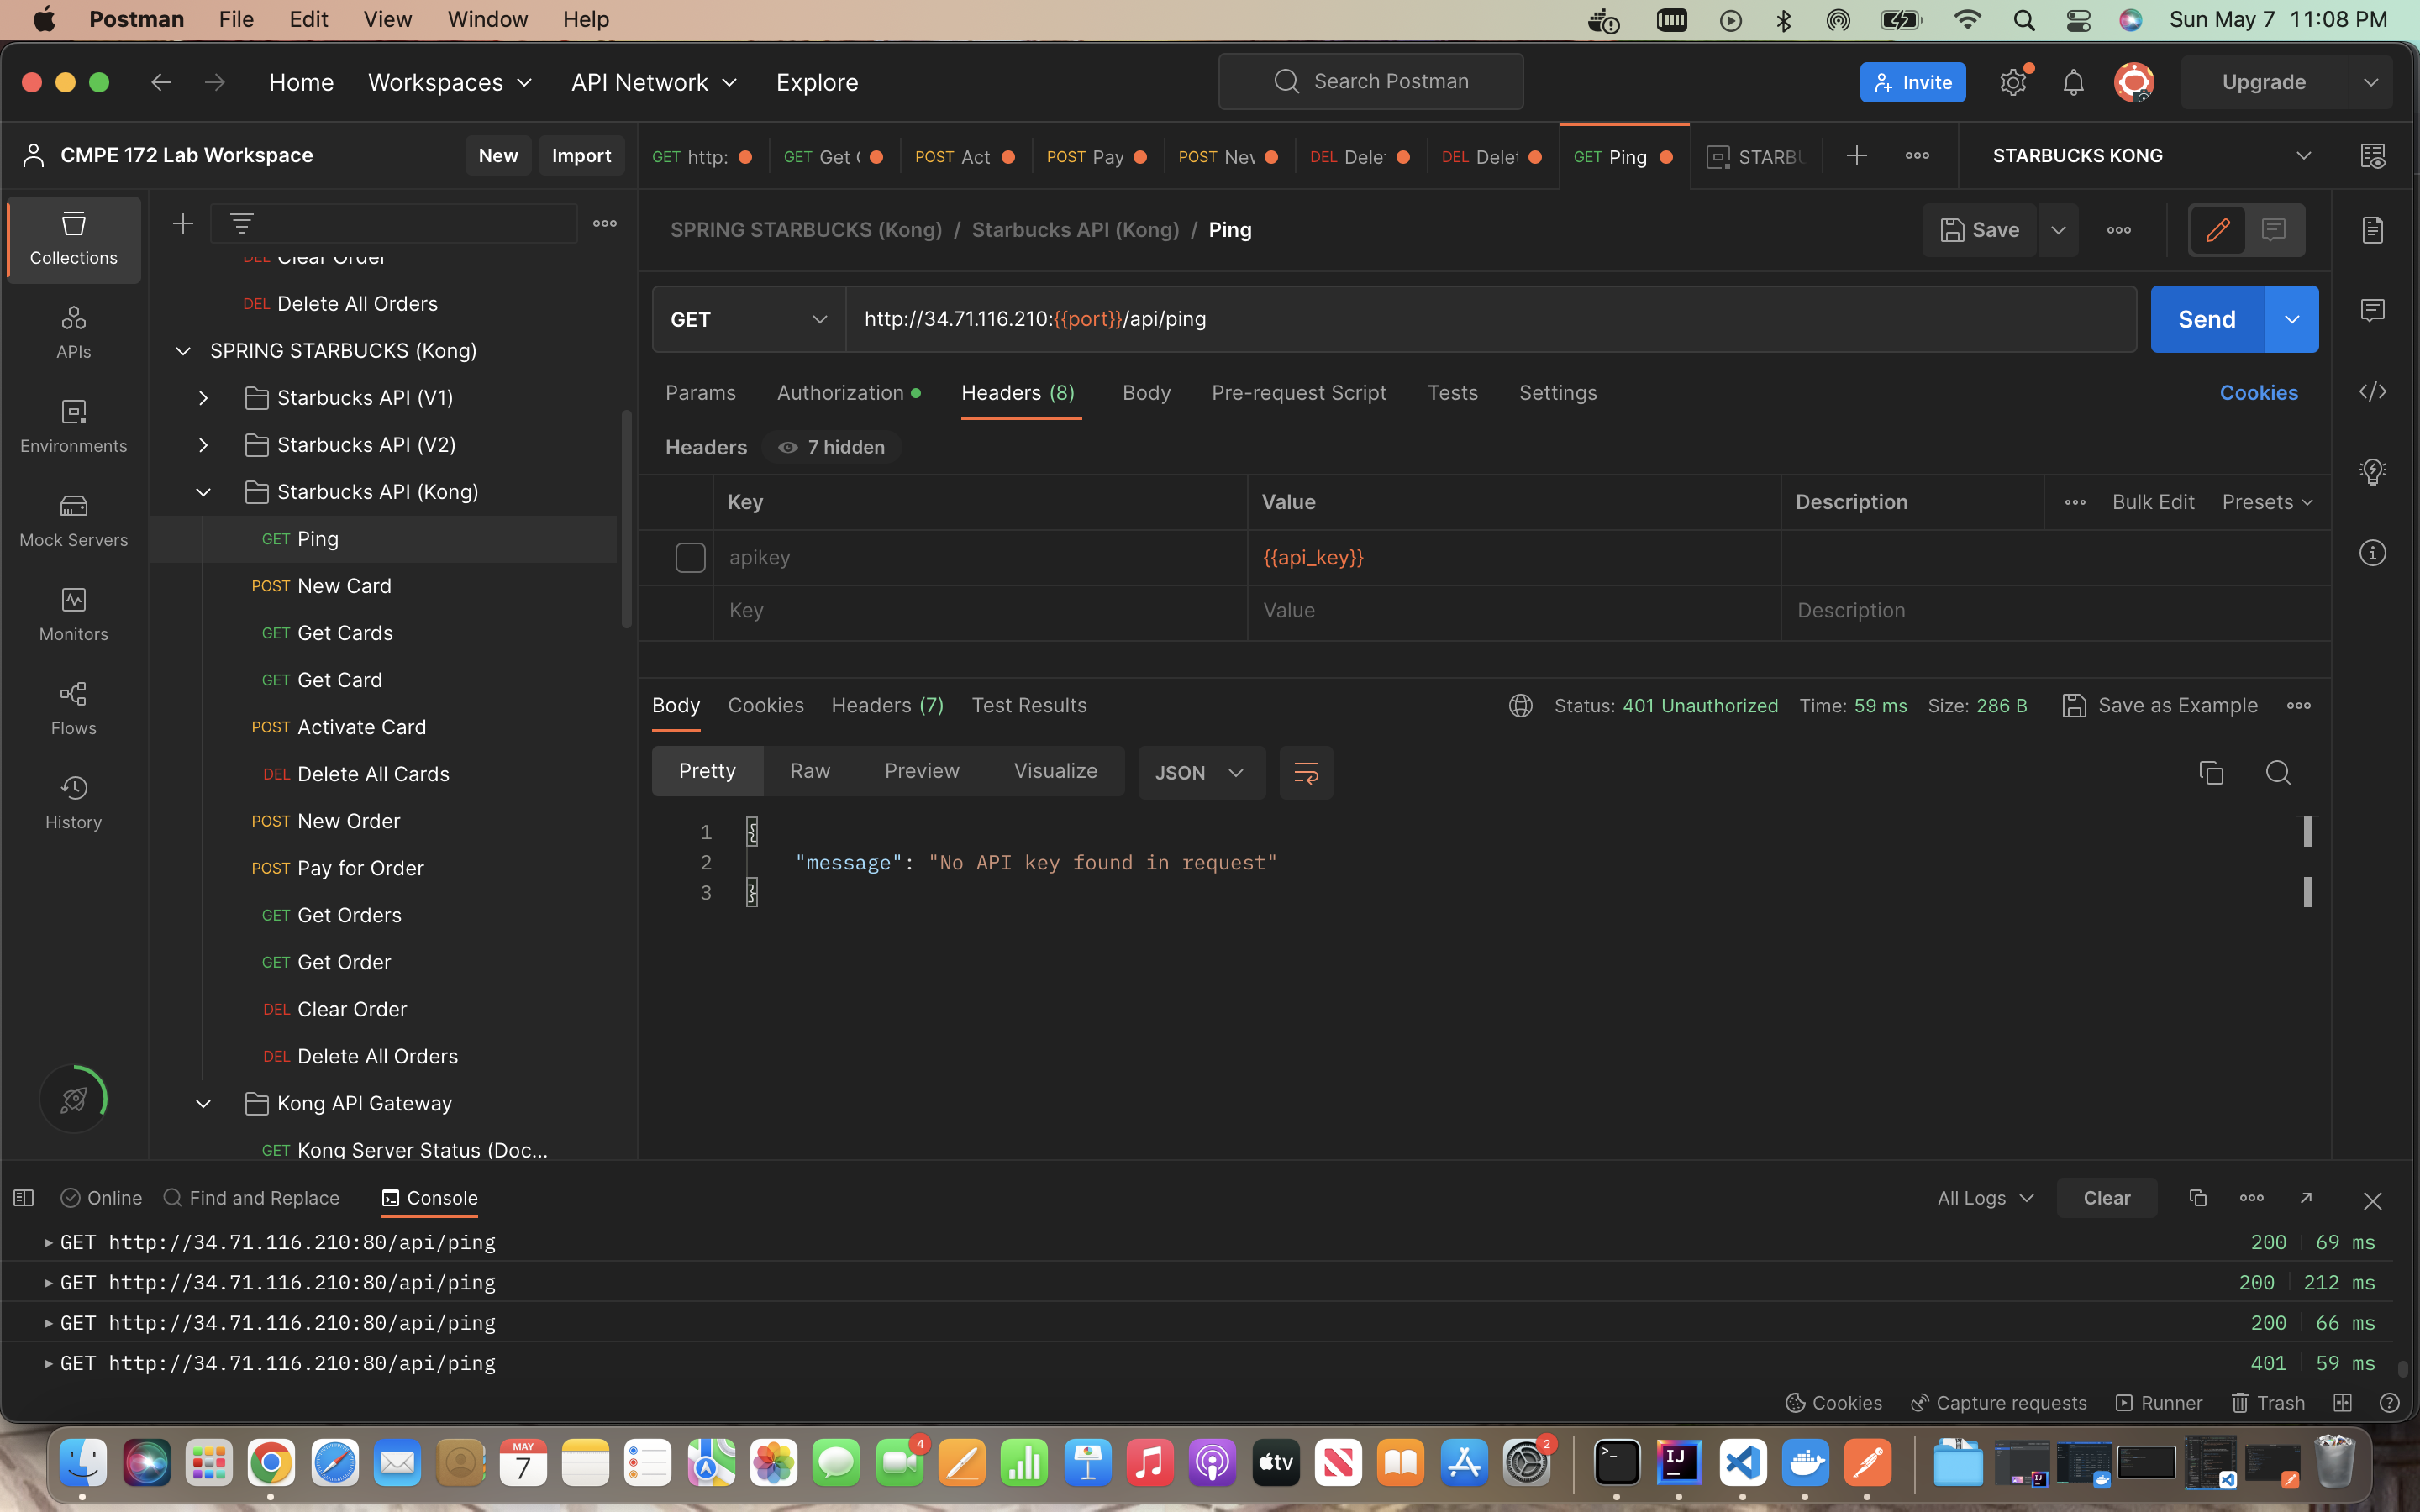 Postman File Edit View Window Help Sun May 7 11:08 PM
Home Workspaces API Network Explore Search Postman Invite Upgrade
CMPE 172 Lab Workspace New Import GET http: GET Get POST Act POST Pay POST Nev DEL Delet DEL Delet GET Ping STARBU STARBUCKS KONG
Collections
APIs
Environments
Mock Servers
Monitors
Flows
History
DEL Clear Order
DEL Delete All Orders
SPRING STARBUCKS (Kong)
Starbucks API (V1)
Starbucks API (V2)
Starbucks API (Kong)
GET Ping
POST New Card
GET Get Cards
GET Get Card
POST Activate Card
DEL Delete All Cards
POST New Order
POST Pay for Order
GET Get Orders
GET Get Order
DEL Clear Order
DEL Delete All Orders
Kong API Gateway
GET Kong Server Status (Doc...
SPRING STARBUCKS (Kong) / Starbucks API (Kong) / Ping Save
GET http://34.71.116.210:{{port}}/api/ping Send
Params Authorization Headers (8) Body Pre-request Script Tests Settings Cookies
Headers 7 hidden
Key Value Description Bulk Edit Presets
apikey {{api_key}}
Key Value Description
Body Cookies Headers (7) Test Results Status: 401 Unauthorized Time: 59 ms Size: 286 B Save as Example
Pretty Raw Preview Visualize JSON
1 {
2 "message": "No API key found in request"
3 }
Online Find and Replace Console All Logs Clear
GET http://34.71.116.210:80/api/ping 200 69 ms
GET http://34.71.116.210:80/api/ping 200 212 ms
GET http://34.71.116.210:80/api/ping 200 66 ms
GET http://34.71.116.210:80/api/ping 401 59 ms
Cookies Capture requests Runner Trash
MAY
7
4
tv
2
IJ